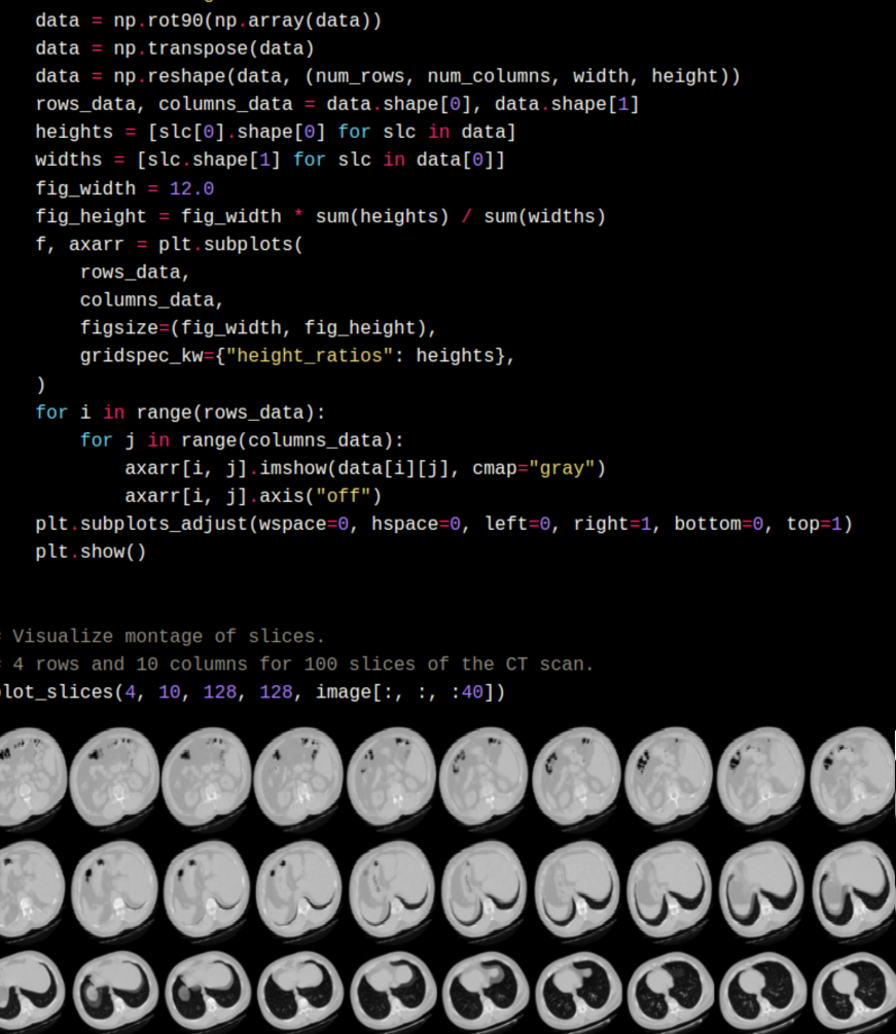 data = np.rot90(np.array(data))
data = np.transpose(data)
data = np.reshape(data, (num_rows, num_columns, width, height))
rows_data, columns_data = data.shape[0], data.shape[1]
heights = [slc[0].shape[0] for slc in data]
widths = [slc.shape[1] for slc in data[0]]
fig_width = 12.0
fig_height = fig_width * sum(heights) / sum(widths)
f, axarr = plt.subplots(
    rows_data,
    columns_data,
    figsize=(fig_width, fig_height),
    gridspec_kw={"height_ratios": heights},
)
for i in range(rows_data):
    for j in range(columns_data):
        axarr[i, j].imshow(data[i][j], cmap="gray")
        axarr[i, j].axis("off")
plt.subplots_adjust(wspace=0, hspace=0, left=0, right=1, bottom=0, top=1)
plt.show()
Visualize montage of slices.
4 rows and 10 columns for 100 slices of the CT scan.
lot_slices(4, 10, 128, 128, image[:, :, :40])